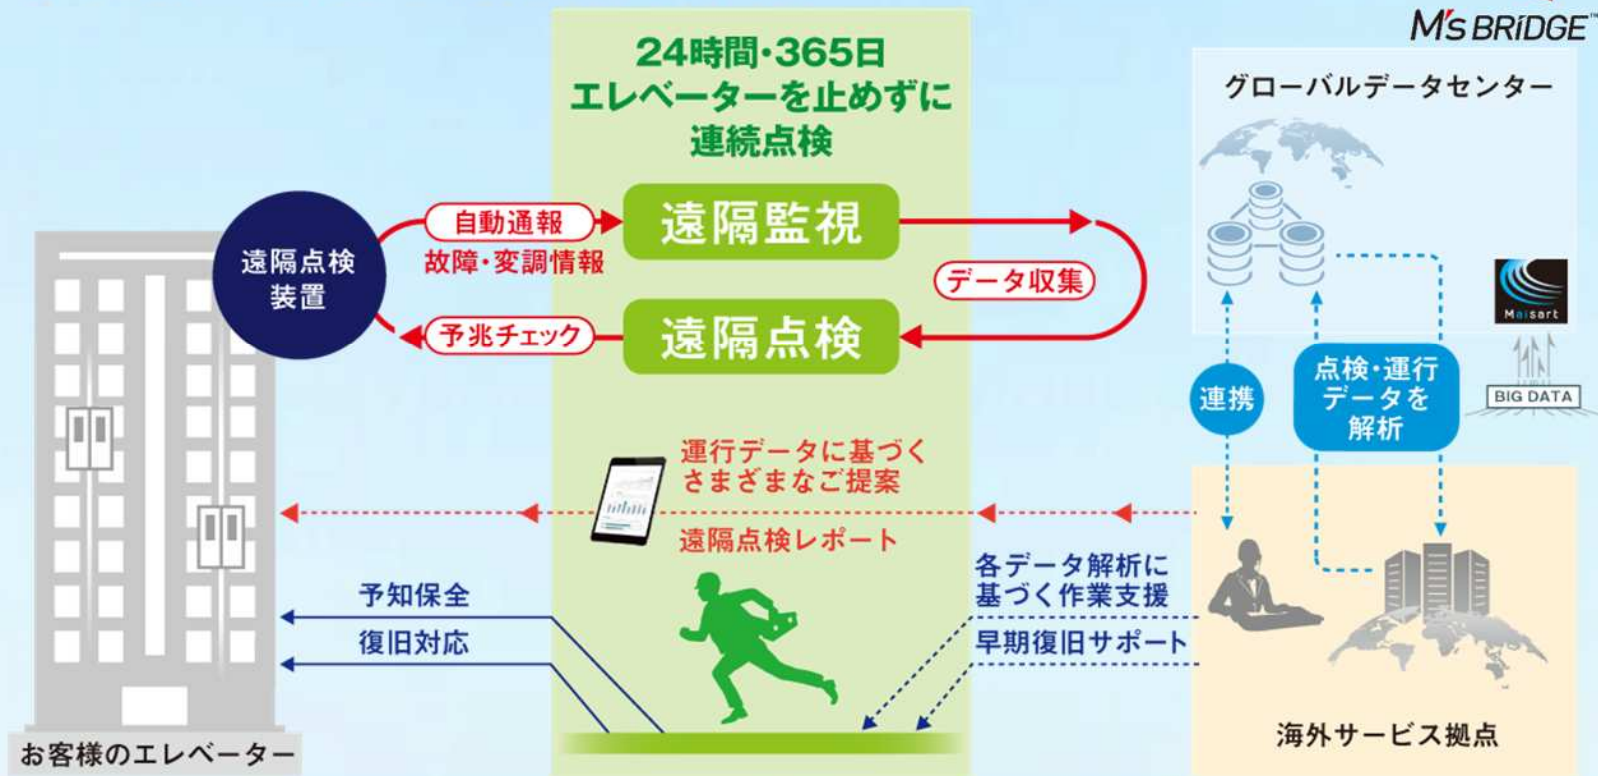 M's BRIDGE™
24時間・365日
エレベーターを止めずに
連続点検
グローバルデータセンター
遠隔点検
装置
自動通報
故障・変調情報
遠隔監視
データ収集
予兆チェック
遠隔点検
Maisart
BIG DATA
連携
点検・運行
データを
解析
運行データに基づく
さまざまなご提案
遠隔点検レポート
予知保全
復旧対応
各データ解析に
基づく作業支援
早期復旧サポート
お客様のエレベーター
海外サービス拠点